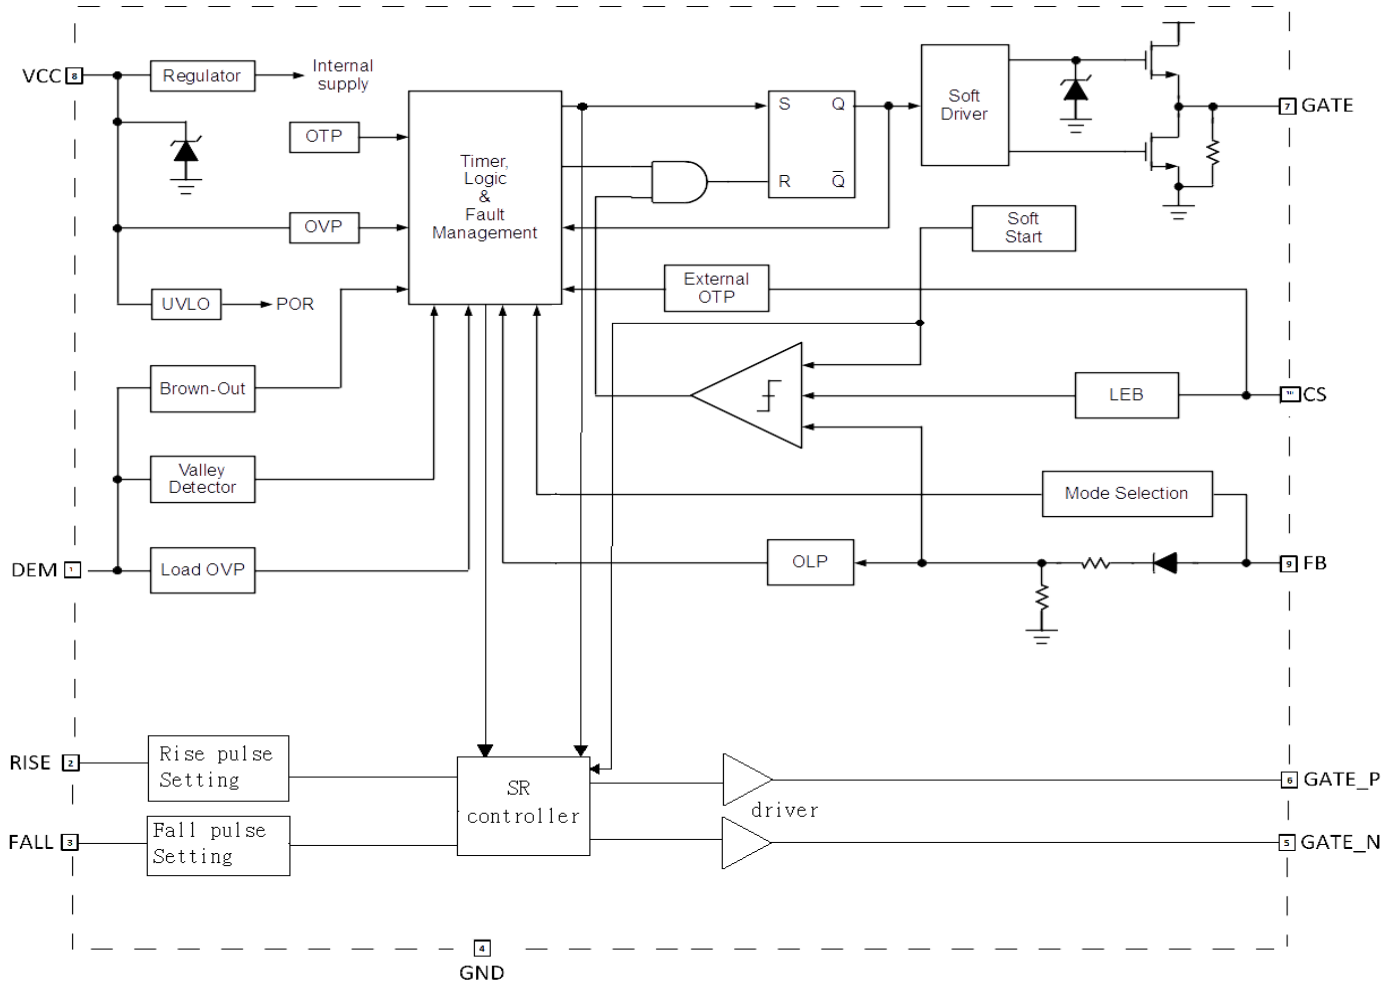 VCC 8
Regulator
Internal
supply
OTP
OVP
UVLO
POR
Brown-Out
Valley
Detector
DEM 1
Load OVP
Timer,
Logic
&
Fault
Management
S Q
R Q̅
Soft
Driver
7 GATE
Soft
Start
External
OTP
LEB
10 CS
Mode Selection
OLP
9 FB
RISE 2
Rise pulse
Setting
FALL 3
Fall pulse
Setting
SR
controller
driver
6 GATE_P
5 GATE_N
4
GND